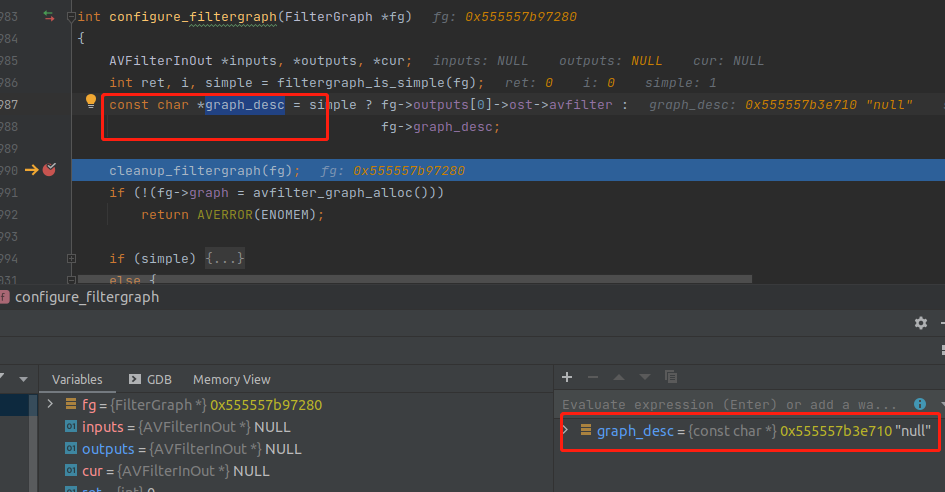 983 int configure_filtergraph(FilterGraph *fg) fg: 0x555557b97280
984 {
985 AVFilterInOut *inputs, *outputs, *cur; inputs: NULL outputs: NULL cur: NULL
986 int ret, i, simple = filtergraph_is_simple(fg); ret: 0 i: 0 simple: 1
987 const char *graph_desc = simple ? fg->outputs[0]->ost->avfilter : graph_desc: 0x555557b3e710 "null"
988 fg->graph_desc;
989
990 cleanup_filtergraph(fg); fg: 0x555557b97280
991 if (!(fg->graph = avfilter_graph_alloc()))
992 return AVERROR(ENOMEM);
993
994 if (simple) {...}
031 else {
f configure_filtergraph
Variables GDB Memory View
fg = {FilterGraph *} 0x555557b97280
01 inputs = {AVFilterInOut *} NULL
01 outputs = {AVFilterInOut *} NULL
01 cur = {AVFilterInOut *} NULL
01 ret = {int} 0
Evaluate expression (Enter) or add a wa...
graph_desc = {const char *} 0x555557b3e710 "null"